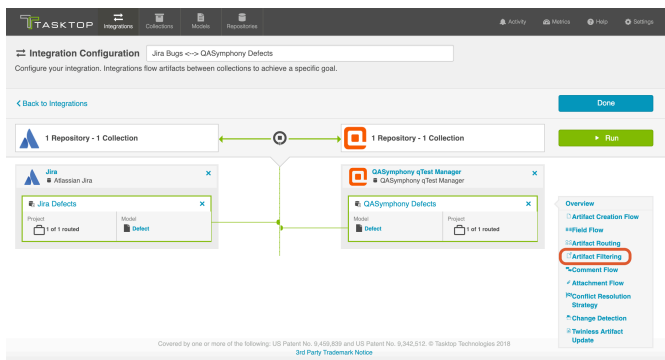 TASKTOP
Integrations
Collections
Models
Repositories
Activity
Metrics
Help
Settings
Integration Configuration
Jira Bugs <--> QASymphony Defects
Configure your integration. Integrations flow artifacts between collections to achieve a specific goal.
Back to Integrations
Done
1 Repository - 1 Collection
1 Repository - 1 Collection
Run
Jira
Atlassian Jira
QASymphony qTest Manager
QASymphony qTest Manager
Jira Defects
QASymphony Defects
Project
Model
Model
Project
1 of 1 routed
Defect
Defect
1 of 1 routed
Overview
Artifact Creation Flow
Field Flow
Artifact Routing
Artifact Filtering
Comment Flow
Attachment Flow
Conflict Resolution
Strategy
Change Detection
Twinless Artifact
Update
Covered by one or more of the following: US Patent No. 9,459,839 and US Patent No. 9,342,512. © Tasktop Technologies 2018
3rd Party Trademark Notice